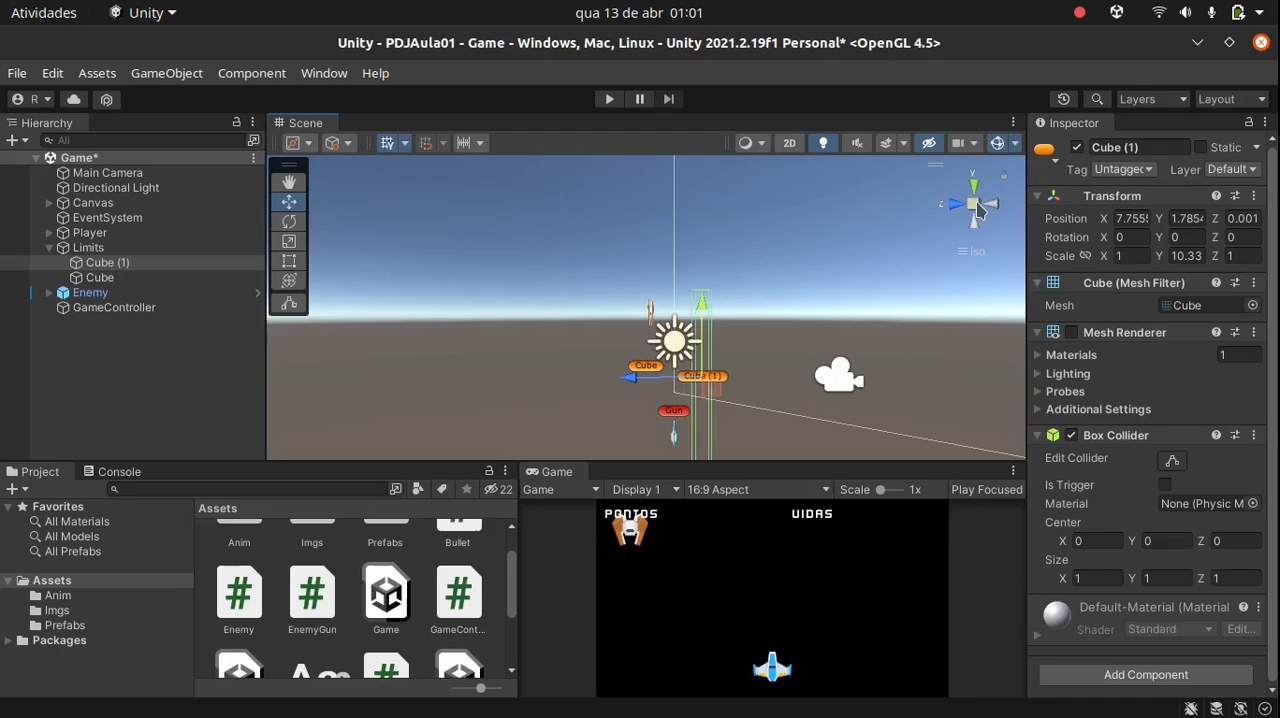 Atividades Unity qua 13 de abr 01:01
Unity - PDJAula01 - Game - Windows, Mac, Linux - Unity 2021.2.19f1 Personal* <OpenGL 4.5>
File Edit Assets GameObject Component Window Help
R Layers Layout
Hierarchy
All
Game*
Main Camera
Directional Light
Canvas
EventSystem
Player
Limits
Cube (1)
Cube
Enemy
GameController
Scene
2D
y
z
Iso
Cube
Cube (1)
Gun
Inspector
Cube (1) Static
Tag Untagged Layer Default
Transform
Position X 7.755 Y 1.785 Z 0.001
Rotation X 0 Y 0 Z 0
Scale X 1 Y 10.33 Z 1
Cube (Mesh Filter)
Mesh Cube
Mesh Renderer
Materials 1
Lighting
Probes
Additional Settings
Box Collider
Edit Collider
Is Trigger
Material None (Physic M
Center
X 0 Y 0 Z 0
Size
X 1 Y 1 Z 1
Default-Material (Material
Shader Standard Edit...
Add Component
Project Console
22
Favorites
All Materials
All Models
All Prefabs
Assets
Anim
Imgs
Prefabs
Packages
Assets
Anim Imgs Prefabs Bullet
Enemy EnemyGun Game GameCont...
Game
Game Display 1 16:9 Aspect Scale 1x Play Focused
PONTOS VIDAS